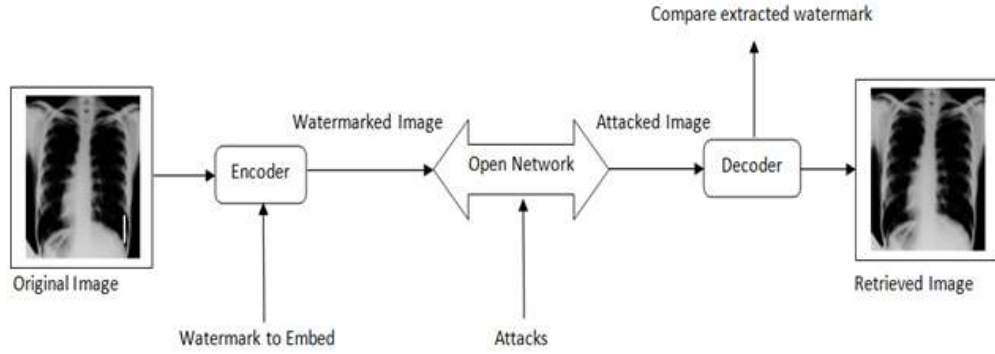 Compare extracted watermark
Watermarked Image
Attacked Image
Encoder
Open Network
Decoder
Original Image
Retrieved Image
Watermark to Embed
Attacks